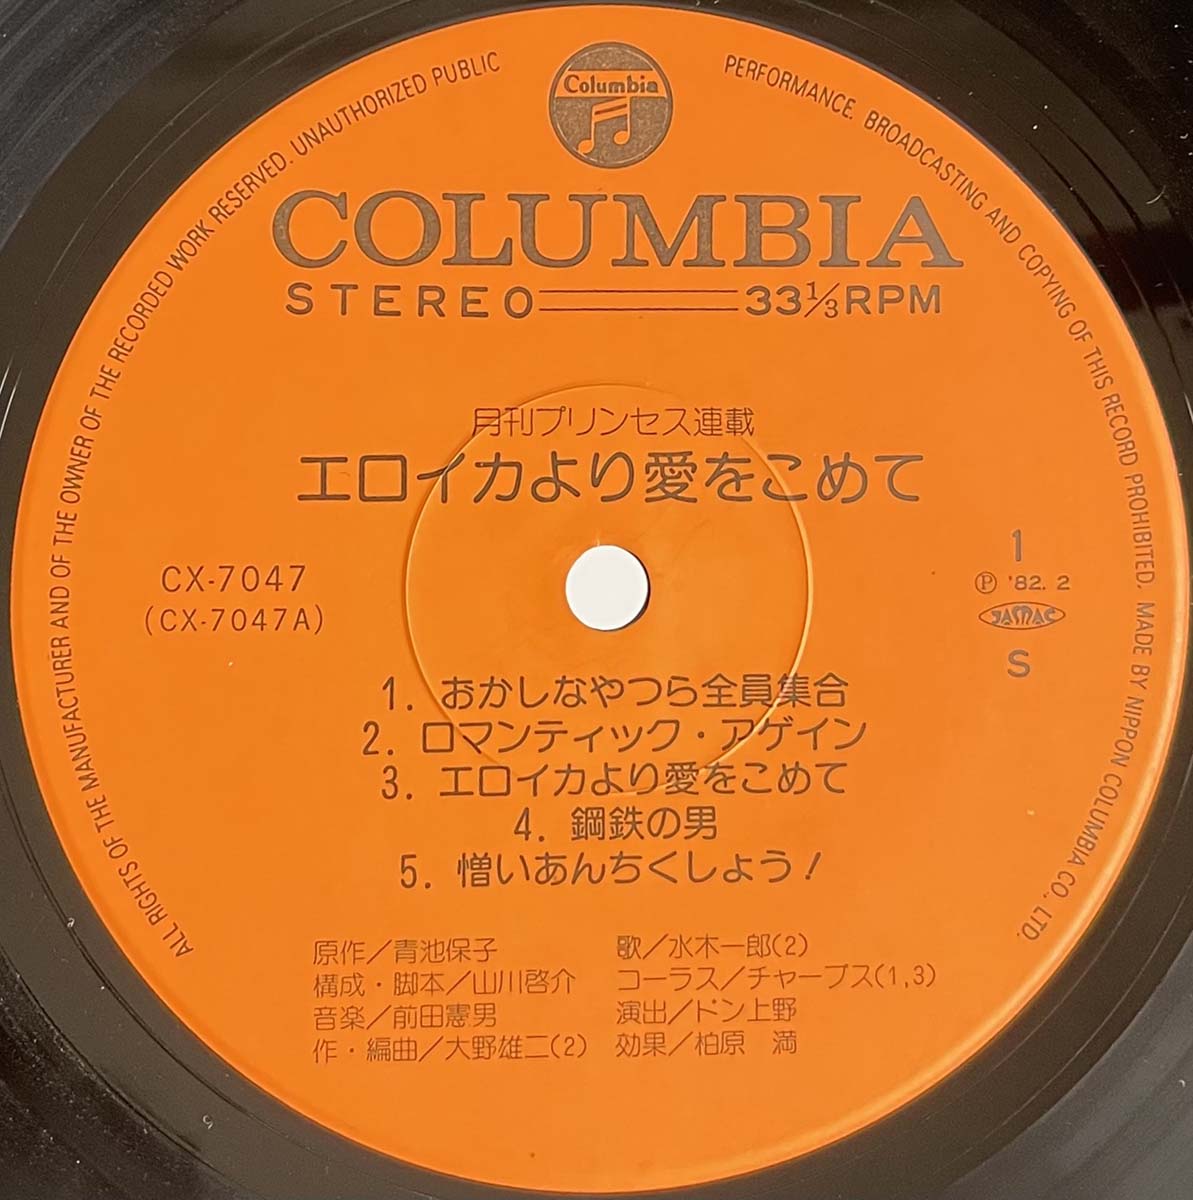 ALL RIGHTS OF THE MANUFACTURER AND OF THE OWNER OF THE RECORDED WORK RESERVED. UNAUTHORIZED PUBLIC PERFORMANCE. BROADCASTING AND COPYING OF THIS RECORD PROHIBITED. MADE BY NIPPON COLUMBIA CO. LTD.
Columbia
COLUMBIA
STEREO 33 1/3 RPM
月刊プリンセス連載
エロイカより愛をこめて
CX-7047
(CX-7047A)
1
Ⓟ '82. 2
JASRAC
S
1. おかしなやつら全員集合
2. ロマンティック・アゲイン
3. エロイカより愛をこめて
4. 鋼鉄の男
5. 憎いあんちくしょう!
原作/青池保子 歌/水木一郎(2)
構成・脚本/山川啓介 コーラス/チャープス(1,3)
音楽/前田憲男 演出/ドン上野
作・編曲/大野雄二(2) 効果/柏原 満